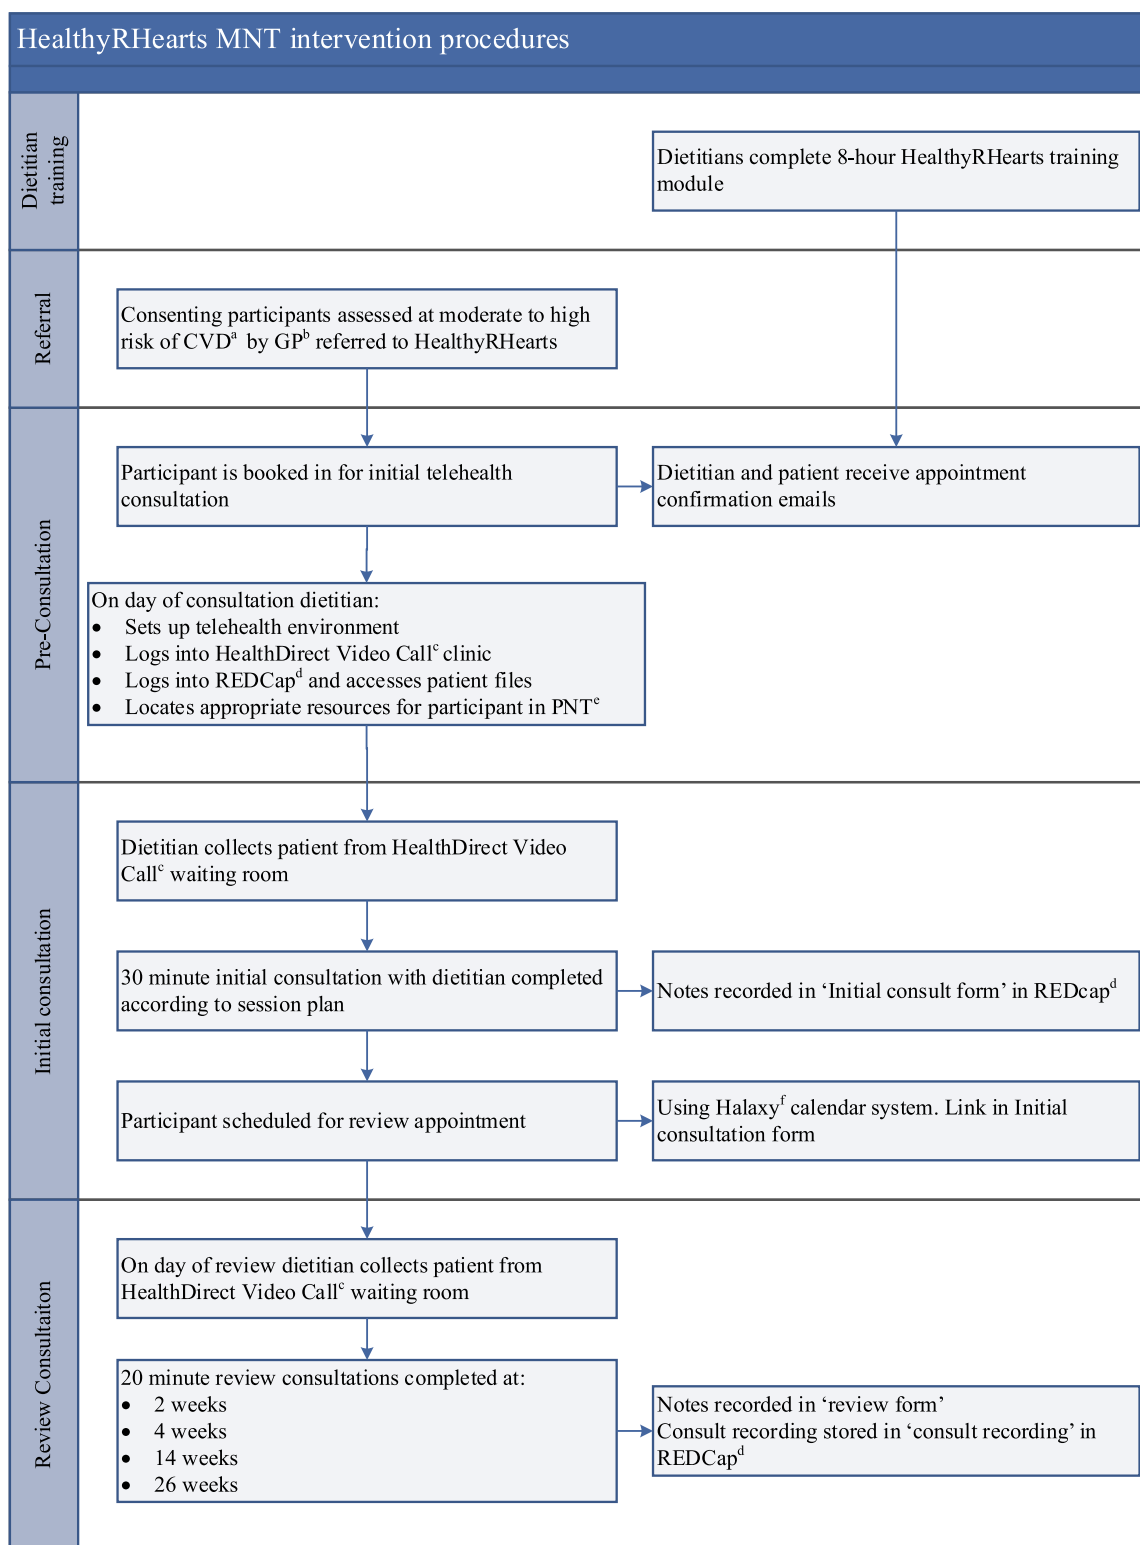 HealthyRHearts MNT intervention procedures
Dietitian
training
Dietitians complete 8-hour HealthyRHearts training
module
Referral
Consenting participants assessed at moderate to high
risk of CVDa by GPb referred to HealthyRHearts
Pre-Consultation
Participant is booked in for initial telehealth
consultation
Dietitian and patient receive appointment
confirmation emails
On day of consultation dietitian:
• Sets up telehealth environment
• Logs into HealthDirect Video Callc clinic
• Logs into REDCapd and accesses patient files
• Locates appropriate resources for participant in PNTe
Initial consultation
Dietitian collects patient from HealthDirect Video
Callc waiting room
30 minute initial consultation with dietitian completed
according to session plan
Notes recorded in ‘Initial consult form’ in REDcapd
Participant scheduled for review appointment
Using Halaxyf calendar system. Link in Initial
consultation form
Review Consultaiton
On day of review dietitian collects patient from
HealthDirect Video Callc waiting room
20 minute review consultations completed at:
• 2 weeks
• 4 weeks
• 14 weeks
• 26 weeks
Notes recorded in ‘review form’
Consult recording stored in ‘consult recording’ in
REDCapd